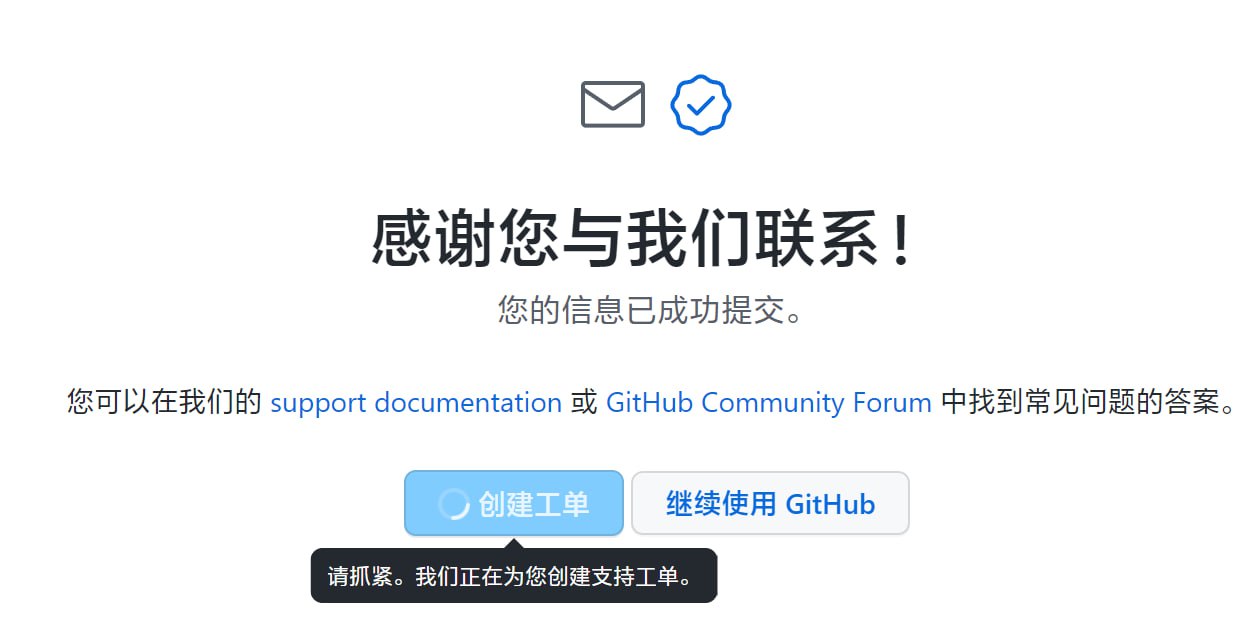 感谢您与我们联系！
您的信息已成功提交。
您可以在我们的 support documentation 或 GitHub Community Forum 中找到常见问题的答案。
创建工单 继续使用 GitHub
请抓紧。我们正在为您创建支持工单。